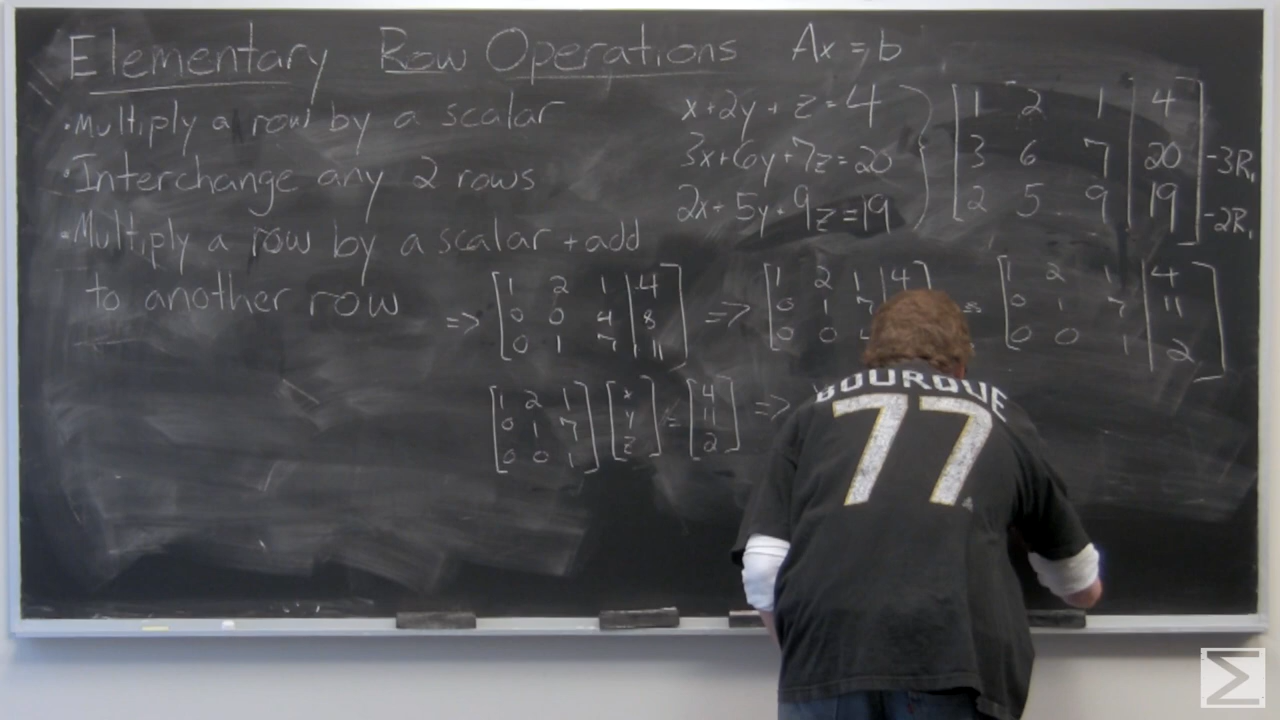 Elementary Row Operations Ax = b
• Multiply a row by a scalar
• Interchange any 2 rows
• Multiply a row by a scalar + add
to another row
x + 2y + z = 4
3x + 6y + 7z = 20
2x + 5y + 9z = 19
1 2 1 | 4
3 6 7 | 20 -3R₁
2 5 9 | 19 -2R₁
=> 1 2 1 | 4
0 0 4 | 8
0 1 7 | 11
=> 1 2 1 | 4
0 1 7
0 0
1 2 1 | 4
0 1 7 | 11
0 0 1 | 2
1 2 1 x 4
0 1 7 y = 11 =>
0 0 1 z 2
BOURQUE
77
Σ